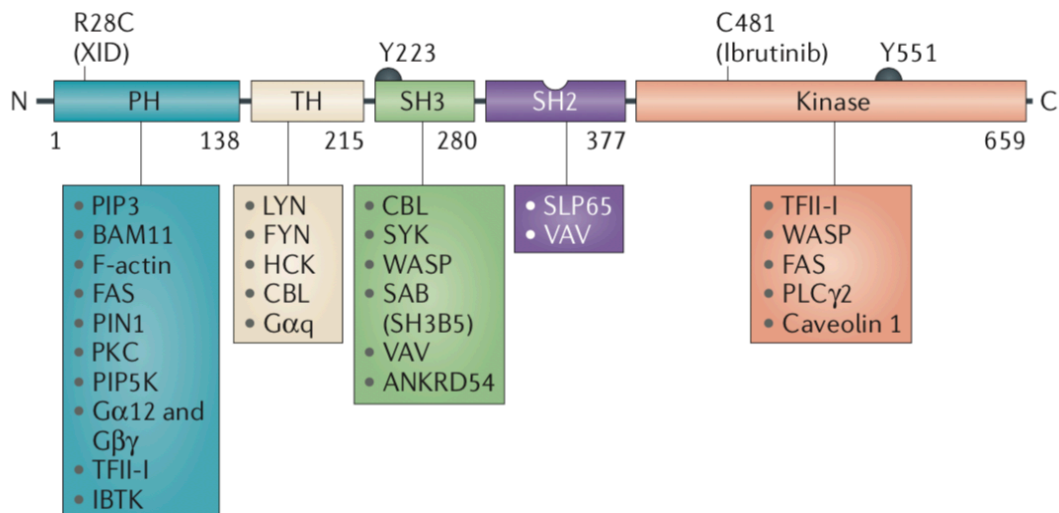 R28C
(XID)
Y223
C481
(Ibrutinib)
Y551
N
PH
TH
SH3
SH2
Kinase
C
1
138
215
280
377
659
• PIP3
• BAM11
• F-actin
• FAS
• PIN1
• PKC
• PIP5K
• Gα12 and
Gβγ
• TFII-I
• IBTK
• LYN
• FYN
• HCK
• CBL
• Gαq
• CBL
• SYK
• WASP
• SAB
(SH3B5)
• VAV
• ANKRD54
• SLP65
• VAV
• TFII-I
• WASP
• FAS
• PLCγ2
• Caveolin 1